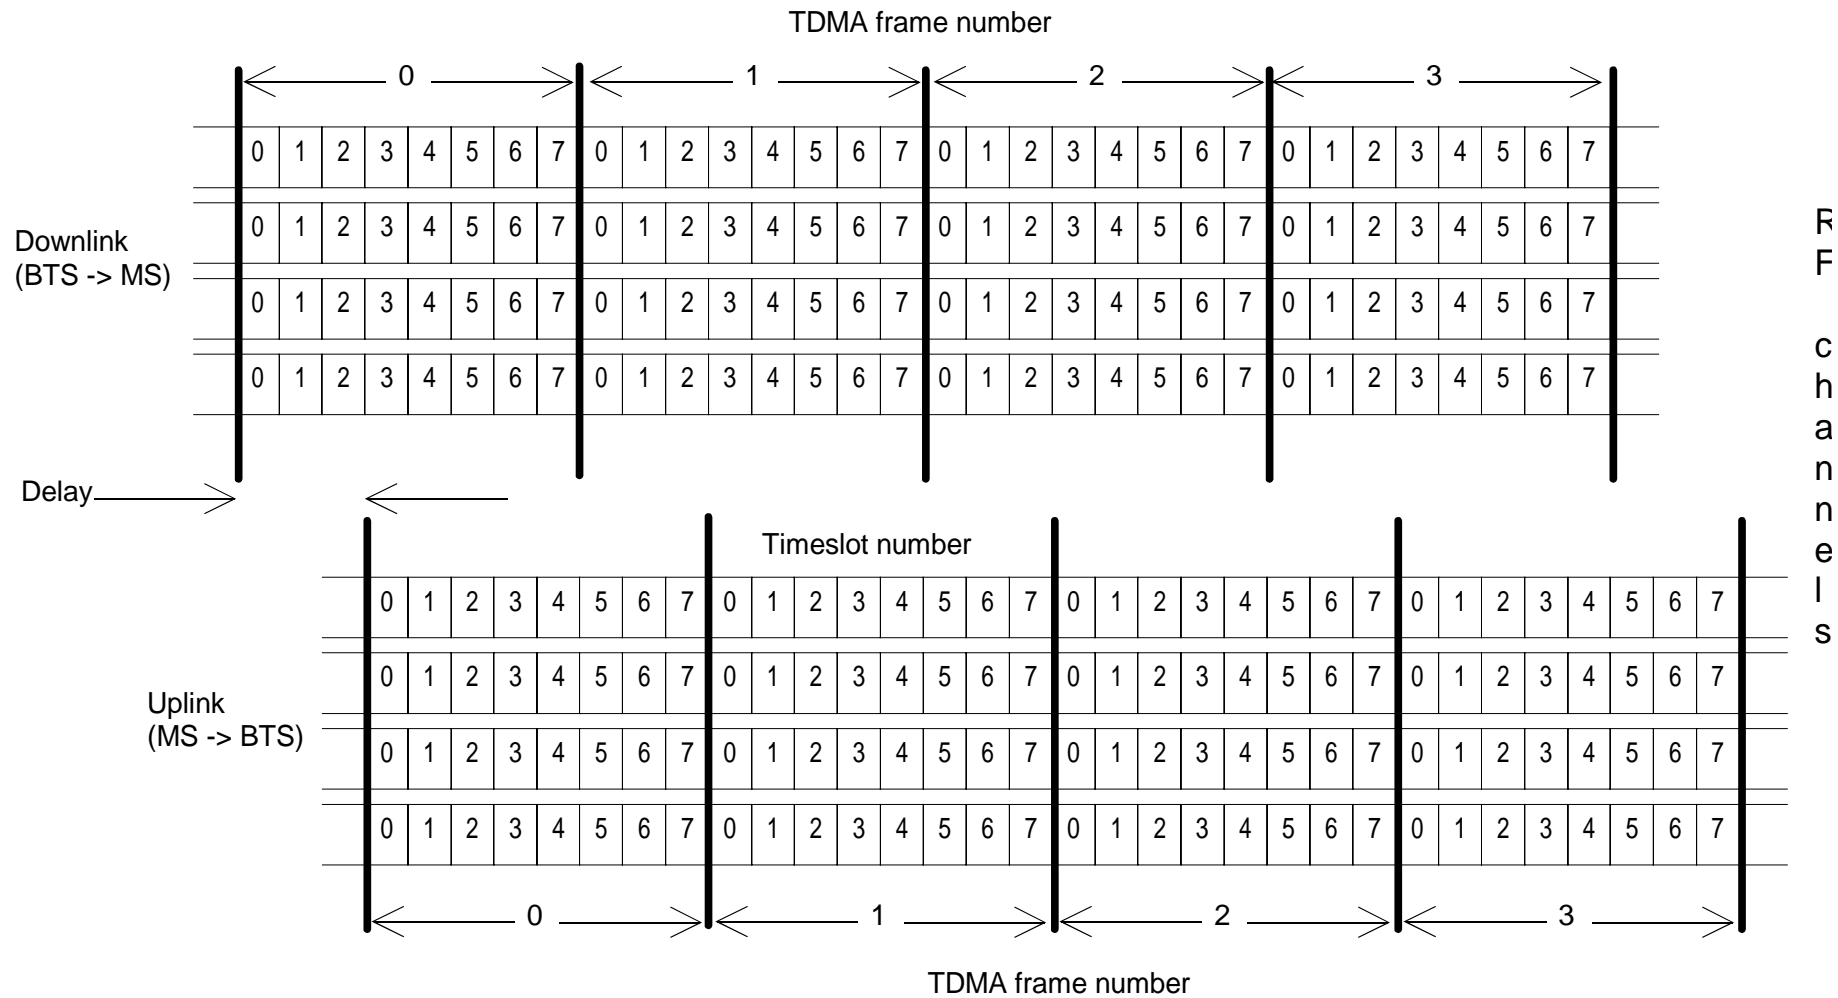 TDMA frame number
0 1 2 3
0 1 2 3 4 5 6 7 0 1 2 3 4 5 6 7 0 1 2 3 4 5 6 7 0 1 2 3 4 5 6 7
0 1 2 3 4 5 6 7 0 1 2 3 4 5 6 7 0 1 2 3 4 5 6 7 0 1 2 3 4 5 6 7
Downlink
(BTS -> MS)
0 1 2 3 4 5 6 7 0 1 2 3 4 5 6 7 0 1 2 3 4 5 6 7 0 1 2 3 4 5 6 7
0 1 2 3 4 5 6 7 0 1 2 3 4 5 6 7 0 1 2 3 4 5 6 7 0 1 2 3 4 5 6 7
Delay
Timeslot number
0 1 2 3 4 5 6 7 0 1 2 3 4 5 6 7 0 1 2 3 4 5 6 7 0 1 2 3 4 5 6 7
0 1 2 3 4 5 6 7 0 1 2 3 4 5 6 7 0 1 2 3 4 5 6 7 0 1 2 3 4 5 6 7
Uplink
(MS -> BTS)
0 1 2 3 4 5 6 7 0 1 2 3 4 5 6 7 0 1 2 3 4 5 6 7 0 1 2 3 4 5 6 7
0 1 2 3 4 5 6 7 0 1 2 3 4 5 6 7 0 1 2 3 4 5 6 7 0 1 2 3 4 5 6 7
0 1 2 3
TDMA frame number
R
F
c
h
a
n
n
e
l
s